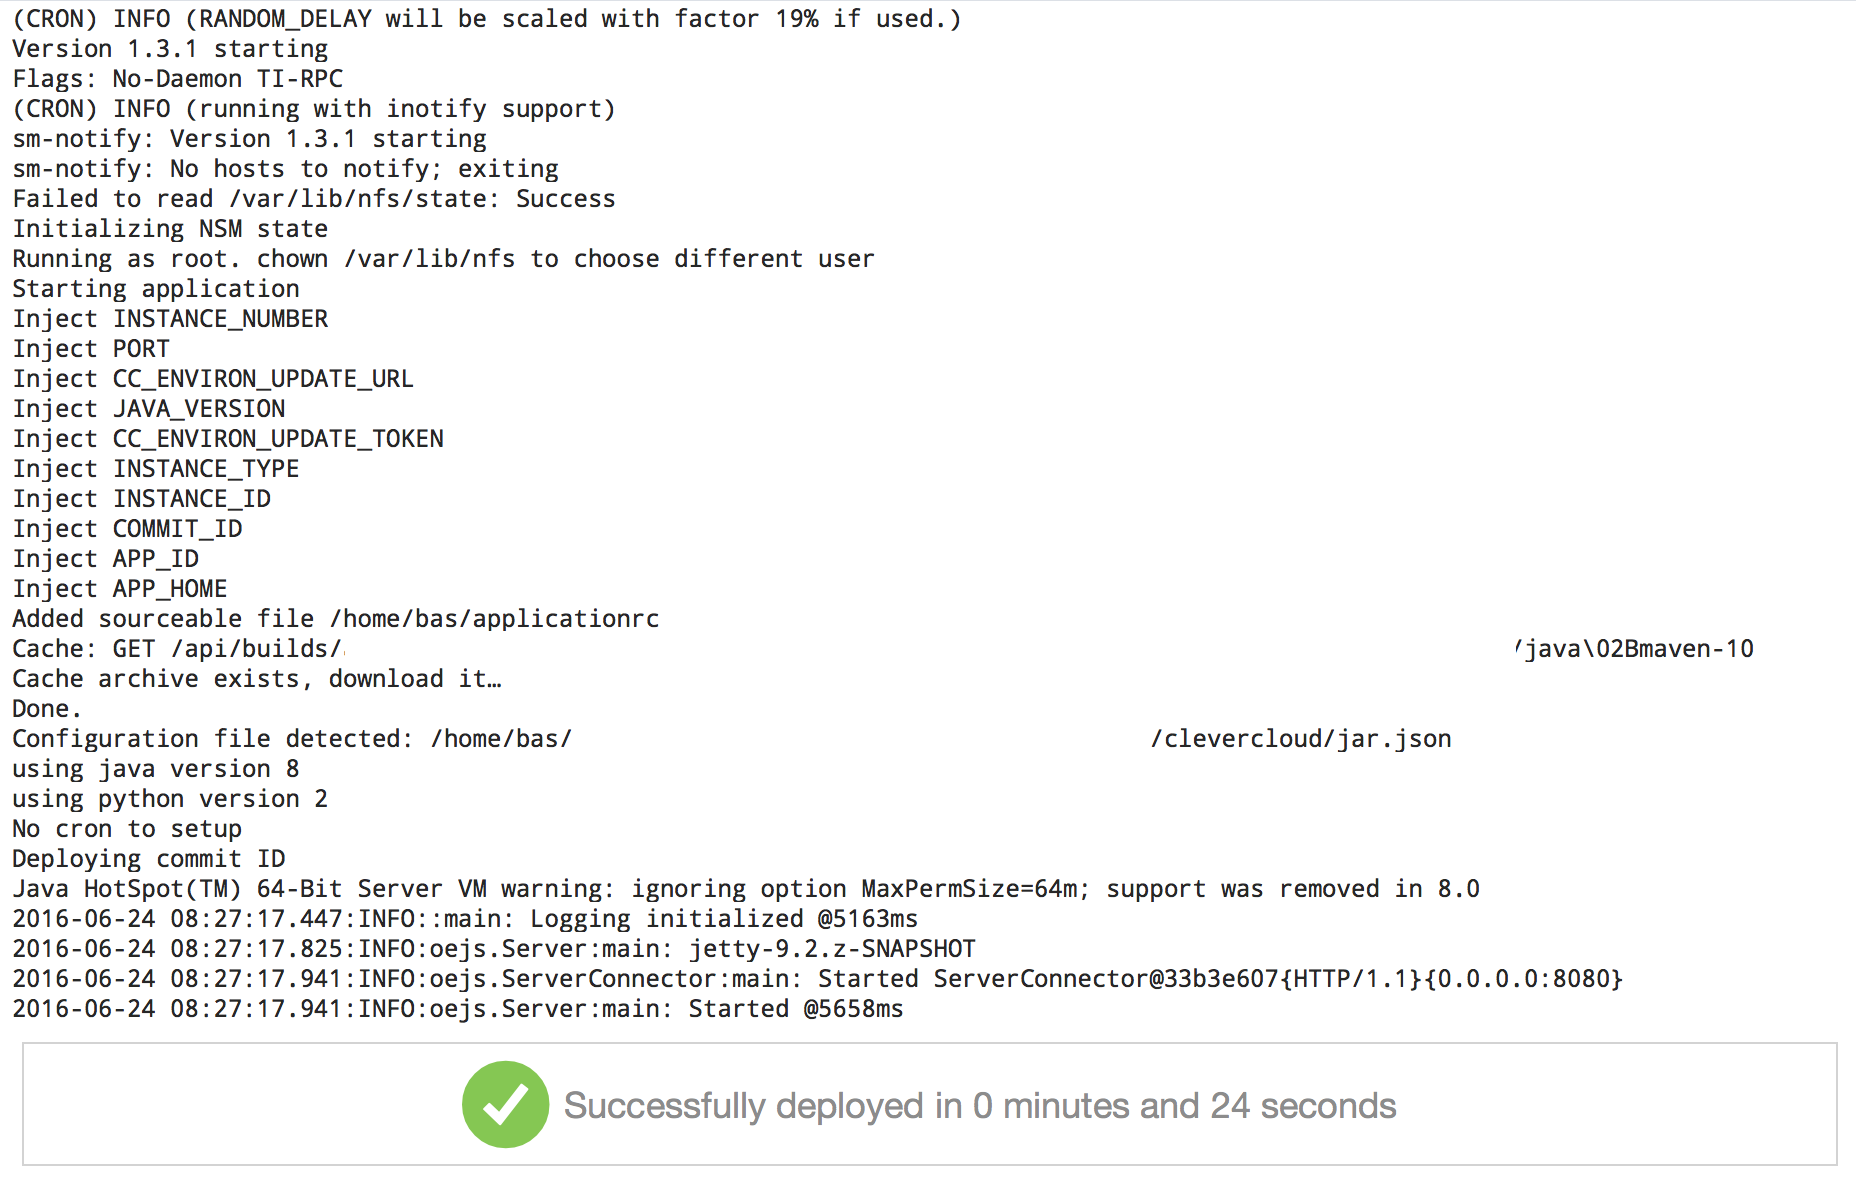 (CRON) INFO (RANDOM_DELAY will be scaled with factor 19% if used.)
Version 1.3.1 starting
Flags: No-Daemon TI-RPC
(CRON) INFO (running with inotify support)
sm-notify: Version 1.3.1 starting
sm-notify: No hosts to notify; exiting
Failed to read /var/lib/nfs/state: Success
Initializing NSM state
Running as root. chown /var/lib/nfs to choose different user
Starting application
Inject INSTANCE_NUMBER
Inject PORT
Inject CC_ENVIRON_UPDATE_URL
Inject JAVA_VERSION
Inject CC_ENVIRON_UPDATE_TOKEN
Inject INSTANCE_TYPE
Inject INSTANCE_ID
Inject COMMIT_ID
Inject APP_ID
Inject APP_HOME
Added sourceable file /home/bas/applicationrc
Cache: GET /api/builds/ /java\02Bmaven-10
Cache archive exists, download it…
Done.
Configuration file detected: /home/bas/ /clevercloud/jar.json
using java version 8
using python version 2
No cron to setup
Deploying commit ID
Java HotSpot(TM) 64-Bit Server VM warning: ignoring option MaxPermSize=64m; support was removed in 8.0
2016-06-24 08:27:17.447:INFO::main: Logging initialized @5163ms
2016-06-24 08:27:17.825:INFO:oejs.Server:main: jetty-9.2.z-SNAPSHOT
2016-06-24 08:27:17.941:INFO:oejs.ServerConnector:main: Started ServerConnector@33b3e607{HTTP/1.1}{0.0.0.0:8080}
2016-06-24 08:27:17.941:INFO:oejs.Server:main: Started @5658ms
Successfully deployed in 0 minutes and 24 seconds